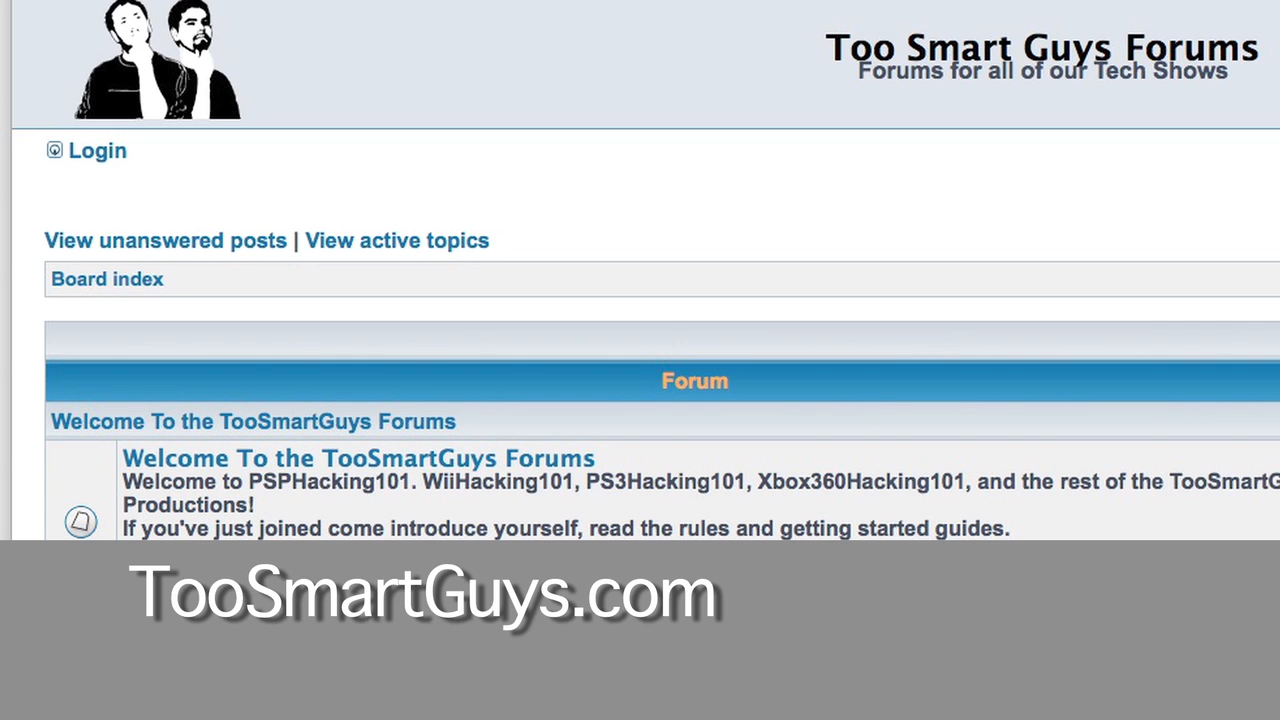 Too Smart Guys Forums
Forums for all of our Tech Shows
Login
View unanswered posts | View active topics
Board index
Forum
Welcome To the TooSmartGuys Forums
Welcome To the TooSmartGuys Forums
Welcome to PSPHacking101. WiiHacking101, PS3Hacking101, Xbox360Hacking101, and the rest of the TooSmartG
Productions!
If you've just joined come introduce yourself, read the rules and getting started guides.
TooSmartGuys.com